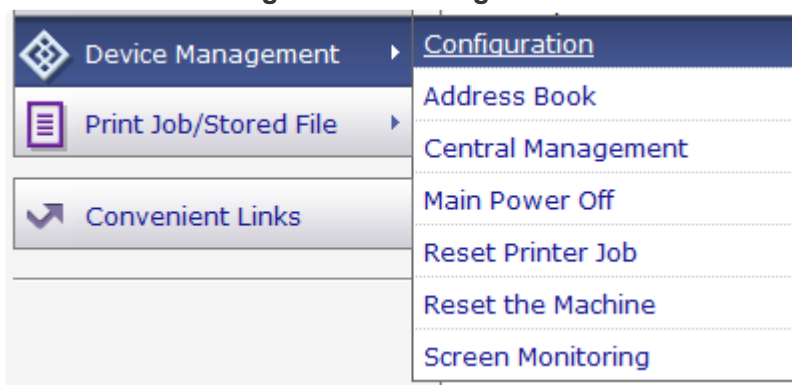 Device Management
Configuration
Address Book
Print Job/Stored File
Central Management
Main Power Off
Convenient Links
Reset Printer Job
Reset the Machine
Screen Monitoring